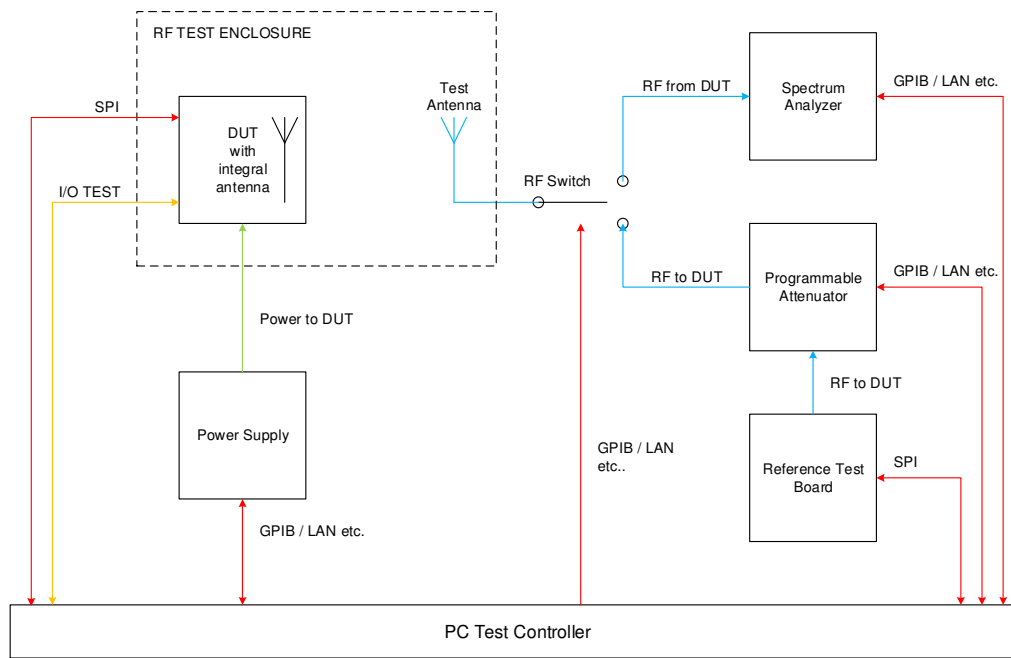 RF TEST ENCLOSURE
SPI
DUT
with
integral
antenna
I/O TEST
Test
Antenna
RF from DUT
Spectrum
Analyzer
GPIB / LAN etc.
RF Switch
RF to DUT
Programmable
Attenuator
GPIB / LAN etc.
Power to DUT
RF to DUT
Power Supply
GPIB / LAN
etc..
Reference Test
Board
SPI
GPIB / LAN etc.
PC Test Controller